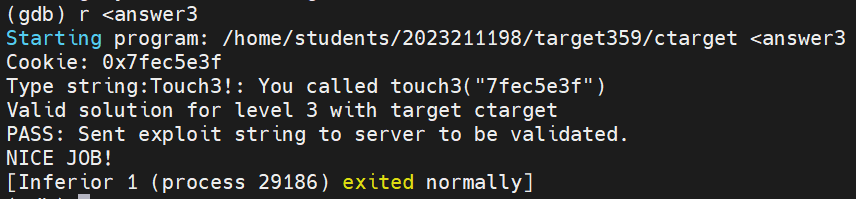 (gdb) r <answer3
Starting program: /home/students/2023211198/target359/ctarget <answer3
Cookie: 0x7fec5e3f
Type string:Touch3!: You called touch3("7fec5e3f")
Valid solution for level 3 with target ctarget
PASS: Sent exploit string to server to be validated.
NICE JOB!
[Inferior 1 (process 29186) exited normally]